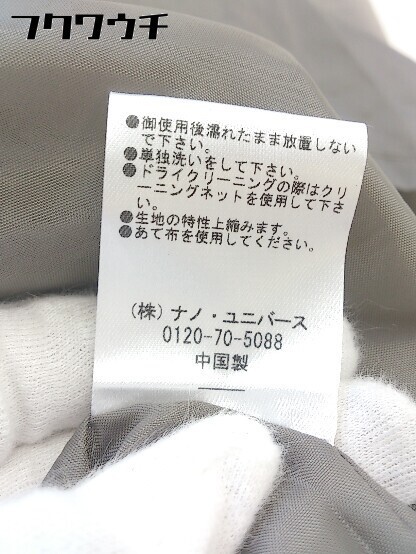 フクワウチ
●御使用後濡れたまま放置しない
で下さい。
●単独洗いをして下さい。
●ドライクリーニングの際はクリ
ーニングネットを使用して下さ
い。
●生地の特性上縮みます。
●あて布を使用してください。
(株)ナノ・ユニバース
0120-70-5088
中国製